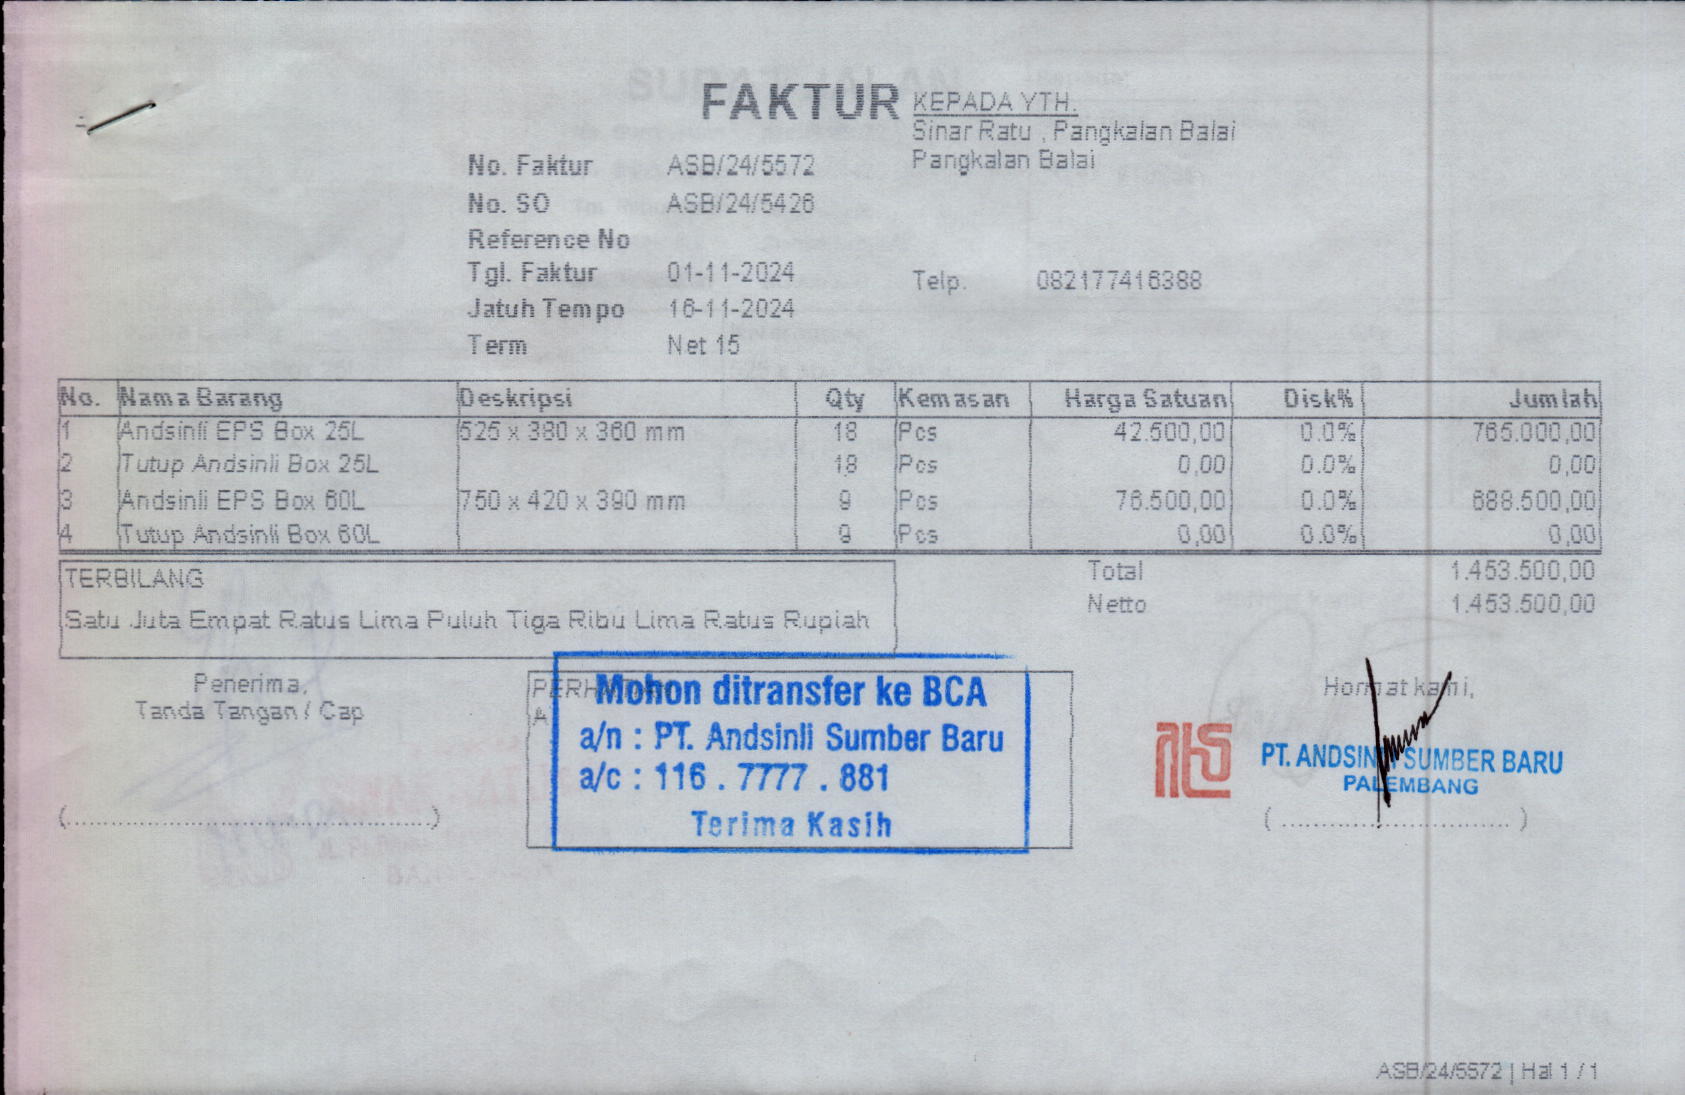 FAKTUR
KEPADA YTH.
Sinar Ratu , Pangkalan Balai
Pangkalan Balai
No. Faktur ASB/24/5572
No. SO ASB/24/5426
Reference No
Tgl. Faktur 01-11-2024
Telp. 082177416388
Jatuh Tempo 16-11-2024
Term Net 15
No. Nama Barang Deskripsi Qty Kemasan Harga Satuan Disk% Jumlah
1 Andsinli EPS Box 25L 525 x 380 x 360 mm 18 Pcs 42.500,00 0.0% 765.000,00
2 Tutup Andsinli Box 25L 18 Pcs 0,00 0.0% 0,00
3 Andsinli EPS Box 60L 750 x 420 x 390 mm 9 Pcs 76.500,00 0.0% 688.500,00
4 Tutup Andsinli Box 60L 9 Pcs 0,00 0.0% 0,00
TERBILANG
Satu Juta Empat Ratus Lima Puluh Tiga Ribu Lima Ratus Rupiah
Total 1.453.500,00
Netto 1.453.500,00
Penerima,
Tanda Tangan / Cap
(..............................................)
Mohon ditransfer ke BCA
a/n : PT. Andsinli Sumber Baru
a/c : 116 . 7777 . 881
Terima Kasih
Hormat kami,
PT. ANDSINLI SUMBER BARU
PALEMBANG
( ............................. )
ASB/24/5572 | Hal 1 / 1